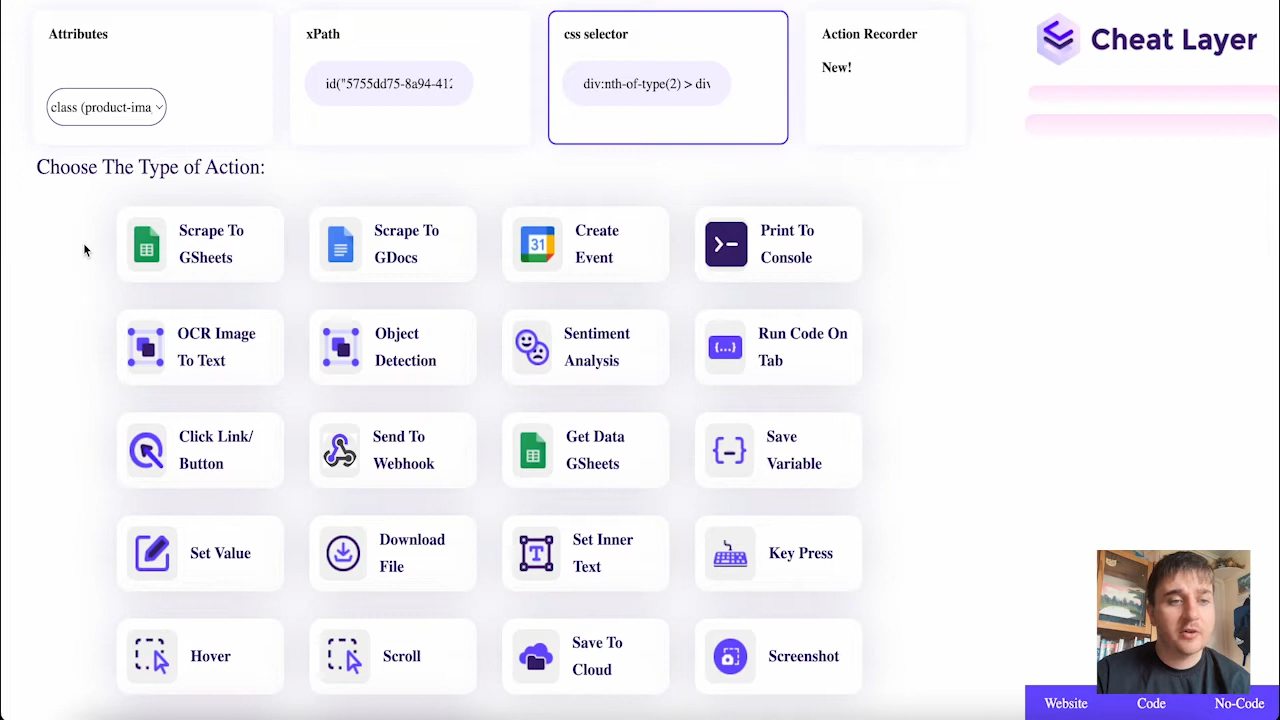 Attributes
class (product-ima
xPath
id("5755dd75-8a94-412
css selector
div:nth-of-type(2) > div
Action Recorder
New!
Cheat Layer
Choose The Type of Action:
Scrape To
GSheets
Scrape To
GDocs
31
Create
Event
Print To
Console
OCR Image
To Text
Object
Detection
Sentiment
Analysis
{...}
Run Code On
Tab
Click Link/
Button
Send To
Webhook
Get Data
GSheets
Save
Variable
Set Value
Download
File
T
Set Inner
Text
Key Press
Hover
Scroll
Save To
Cloud
Screenshot
Website
Code
No-Code